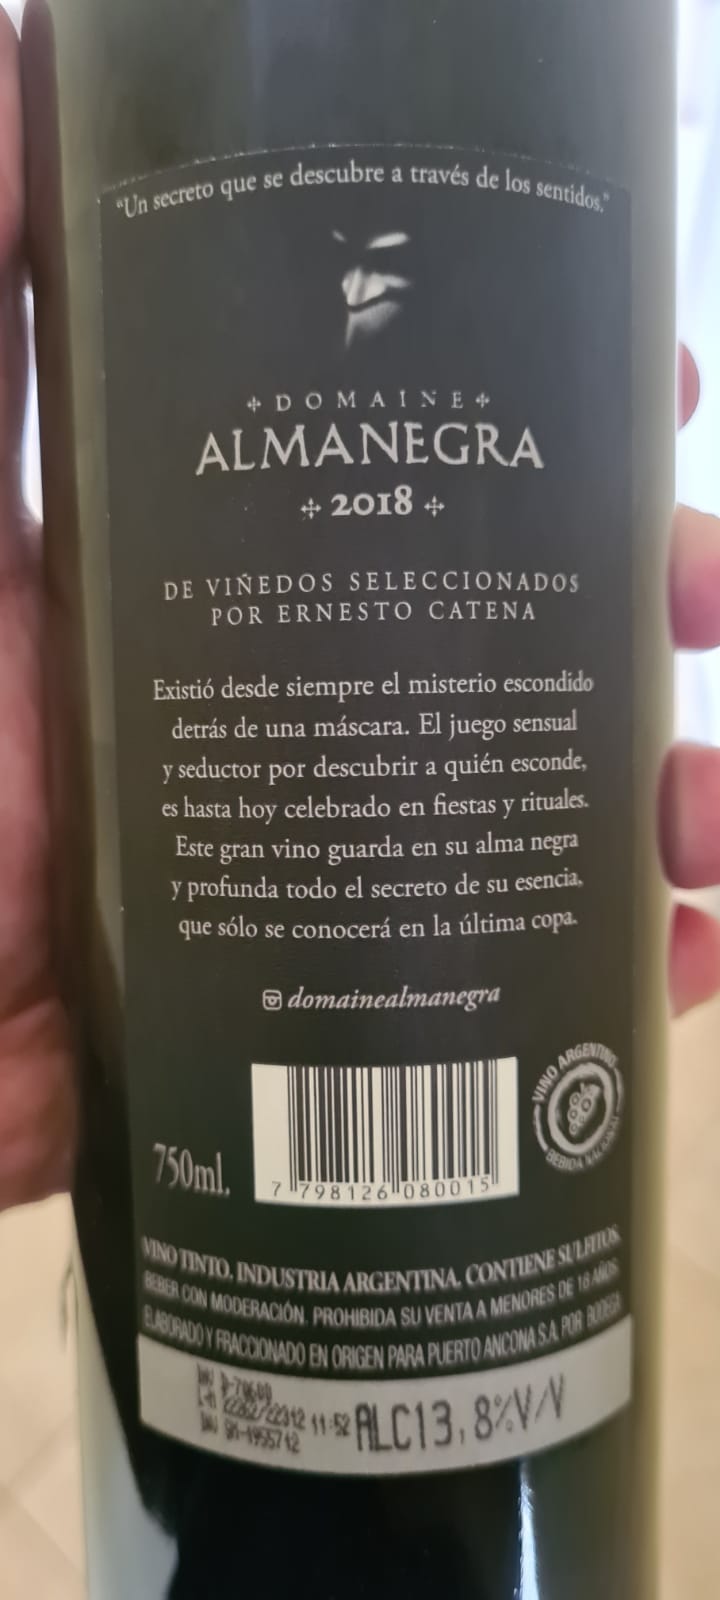 "Un secreto que se descubre a través de los sentidos."
DOMAINE
ALMANEGRA
2018
DE VIÑEDOS SELECCIONADOS
POR ERNESTO CATENA
Existió desde siempre el misterio escondido
detrás de una máscara. El juego sensual
y seductor por descubrir a quién esconde,
es hasta hoy celebrado en fiestas y rituales.
Este gran vino guarda en su alma negra
y profunda todo el secreto de su esencia,
que sólo se conocerá en la última copa.
domainealmanegra
VINO ARGENTINO
BEBIDA NACIONAL
750ml.
7 798126 080015
VINO TINTO. INDUSTRIA ARGENTINA. CONTIENE SULFITOS.
BEBER CON MODERACIÓN. PROHIBIDA SU VENTA A MENORES DE 18 AÑOS.
ELABORADO Y FRACCIONADO EN ORIGEN PARA PUERTO ANCONA S.A. POR BODEGA
11:52 ALC13,8%V/V